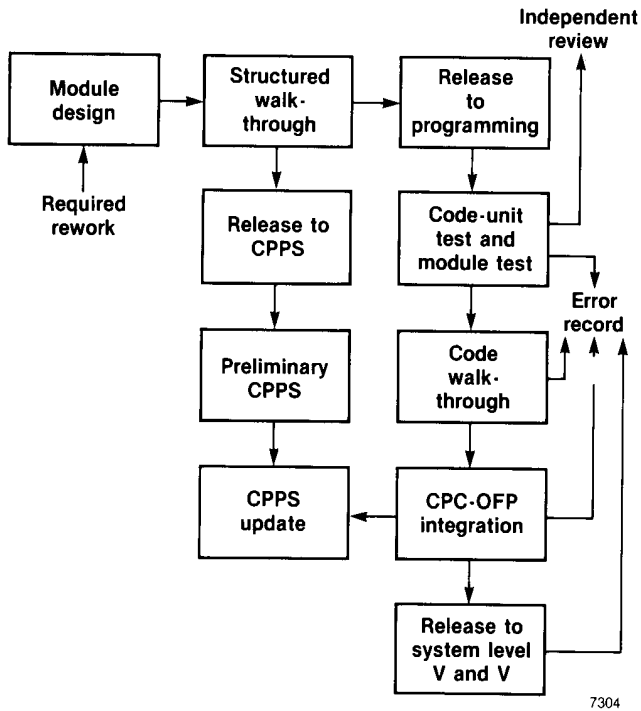 Independent
review
Module
design
Structured
walk-
through
Release
to
programming
Required
rework
Release to
CPPS
Code-unit
test and
module test
Error
record
Preliminary
CPPS
Code
walk-
through
CPPS
update
CPC-OFP
integration
Release to
system level
V and V
7304